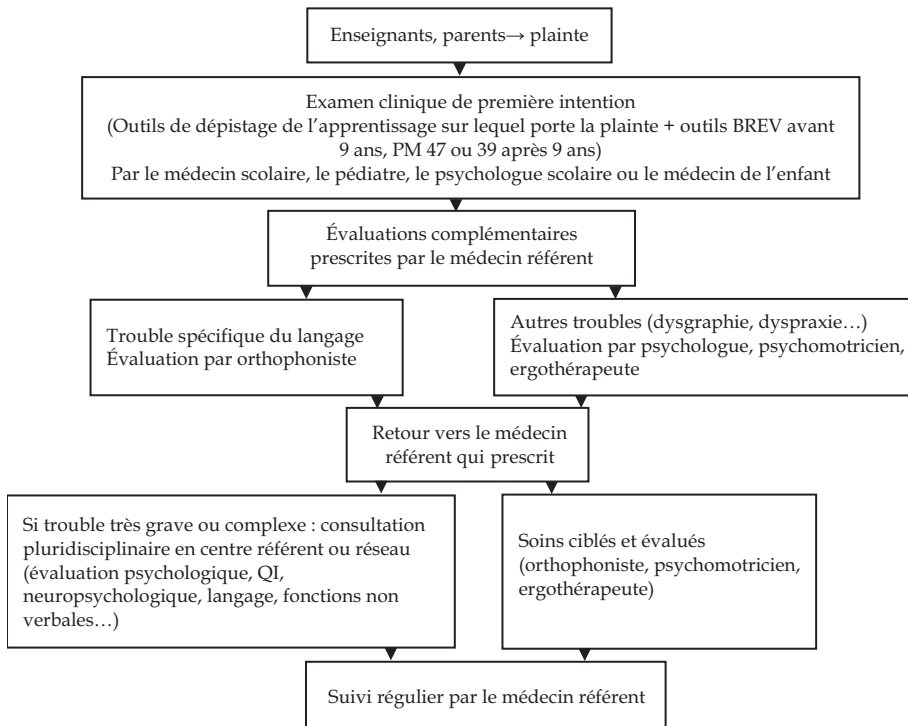 Enseignants, parents→ plainte
Examen clinique de première intention
(Outils de dépistage de l'apprentissage sur lequel porte la plainte + outils BREV avant
9 ans, PM 47 ou 39 après 9 ans)
Par le médecin scolaire, le pédiatre, le psychologue scolaire ou le médecin de l'enfant
Évaluations complémentaires
prescrites par le médecin référent
Trouble spécifique du langage
Évaluation par orthophoniste
Autres troubles (dysgraphie, dyspraxie…)
Évaluation par psychologue, psychomotricien,
ergothérapeute
Retour vers le médecin
référent qui prescrit
Si trouble très grave ou complexe : consultation
pluridisciplinaire en centre référent ou réseau
(évaluation psychologique, QI,
neuropsychologique, langage, fonctions non
verbales…)
Soins ciblés et évalués
(orthophoniste, psychomotricien,
ergothérapeute)
Suivi régulier par le médecin référent